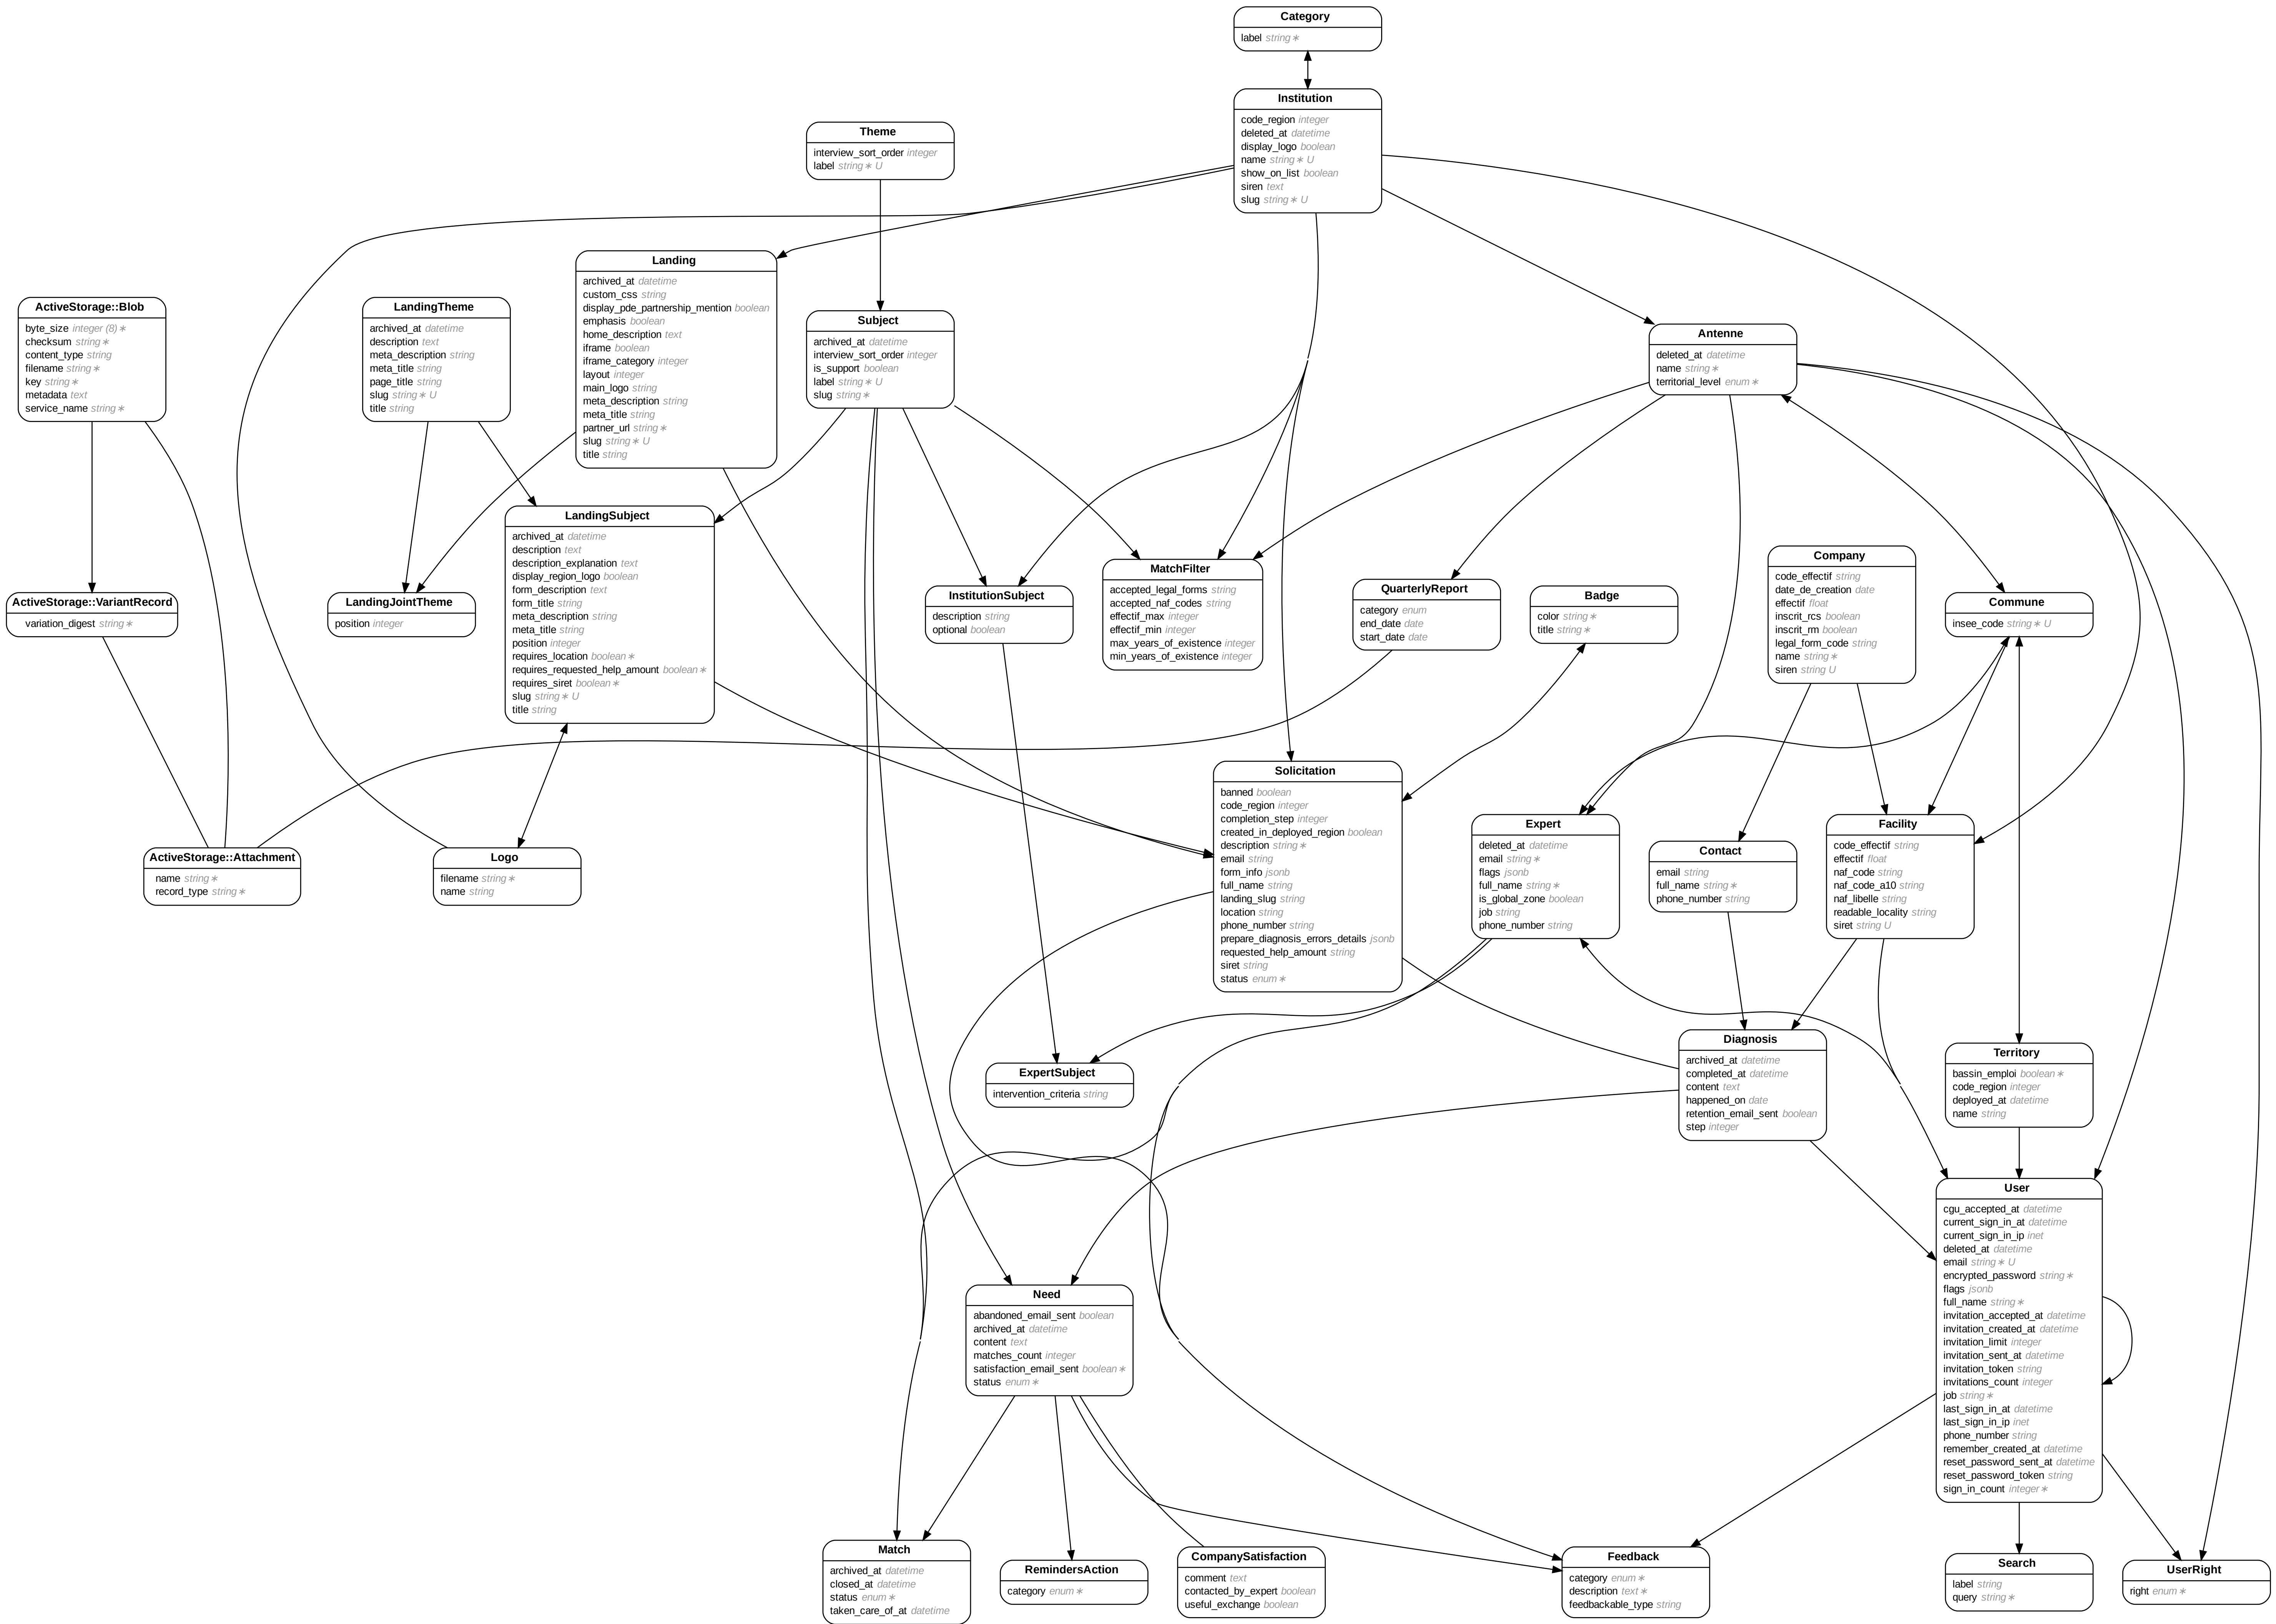 Category
label string∗
Institution
code_region integer
deleted_at datetime
display_logo boolean
name string∗ U
show_on_list boolean
siren text
slug string∗ U
Theme
interview_sort_order integer
label string∗ U
Landing
archived_at datetime
custom_css string
display_pde_partnership_mention boolean
emphasis boolean
home_description text
iframe boolean
iframe_category integer
layout integer
main_logo string
meta_description string
meta_title string
partner_url string∗
slug string∗ U
title string
ActiveStorage::Blob
byte_size integer (8)∗
checksum string∗
content_type string
filename string∗
key string∗
metadata text
service_name string∗
LandingTheme
archived_at datetime
description text
meta_description string
meta_title string
page_title string
slug string∗ U
title string
Subject
archived_at datetime
interview_sort_order integer
is_support boolean
label string∗ U
slug string∗
Antenne
deleted_at datetime
name string∗
territorial_level enum∗
LandingSubject
archived_at datetime
description text
description_explanation text
display_region_logo boolean
form_description text
form_title string
meta_description string
meta_title string
position integer
requires_location boolean∗
requires_requested_help_amount boolean∗
requires_siret boolean∗
slug string∗ U
title string
Company
code_effectif string
date_de_creation date
effectif float
inscrit_rcs boolean
inscrit_rm boolean
legal_form_code string
name string∗
siren string U
MatchFilter
accepted_legal_forms string
accepted_naf_codes string
effectif_max integer
effectif_min integer
max_years_of_existence integer
min_years_of_existence integer
ActiveStorage::VariantRecord
variation_digest string∗
LandingJointTheme
position integer
InstitutionSubject
description string
optional boolean
QuarterlyReport
category enum
end_date date
start_date date
Badge
color string∗
title string∗
Commune
insee_code string∗ U
Solicitation
banned boolean
code_region integer
completion_step integer
created_in_deployed_region boolean
description string∗
email string
form_info jsonb
full_name string
landing_slug string
location string
phone_number string
prepare_diagnosis_errors_details jsonb
requested_help_amount string
siret string
status enum∗
Expert
deleted_at datetime
email string∗
flags jsonb
full_name string∗
is_global_zone boolean
job string
phone_number string
Contact
email string
full_name string∗
phone_number string
Facility
code_effectif string
effectif float
naf_code string
naf_code_a10 string
naf_libelle string
readable_locality string
siret string U
ActiveStorage::Attachment
name string∗
record_type string∗
Logo
filename string∗
name string
Diagnosis
archived_at datetime
completed_at datetime
content text
happened_on date
retention_email_sent boolean
step integer
ExpertSubject
intervention_criteria string
Territory
bassin_emploi boolean∗
code_region integer
deployed_at datetime
name string
User
cgu_accepted_at datetime
current_sign_in_at datetime
current_sign_in_ip inet
deleted_at datetime
email string∗ U
encrypted_password string∗
flags jsonb
full_name string∗
invitation_accepted_at datetime
invitation_created_at datetime
invitation_limit integer
invitation_sent_at datetime
invitation_token string
invitations_count integer
job string∗
last_sign_in_at datetime
last_sign_in_ip inet
phone_number string
remember_created_at datetime
reset_password_sent_at datetime
reset_password_token string
sign_in_count integer∗
Need
abandoned_email_sent boolean
archived_at datetime
content text
matches_count integer
satisfaction_email_sent boolean∗
status enum∗
Match
archived_at datetime
closed_at datetime
status enum∗
taken_care_of_at datetime
RemindersAction
category enum∗
CompanySatisfaction
comment text
contacted_by_expert boolean
useful_exchange boolean
Feedback
category enum∗
description text∗
feedbackable_type string
Search
label string
query string∗
UserRight
right enum∗